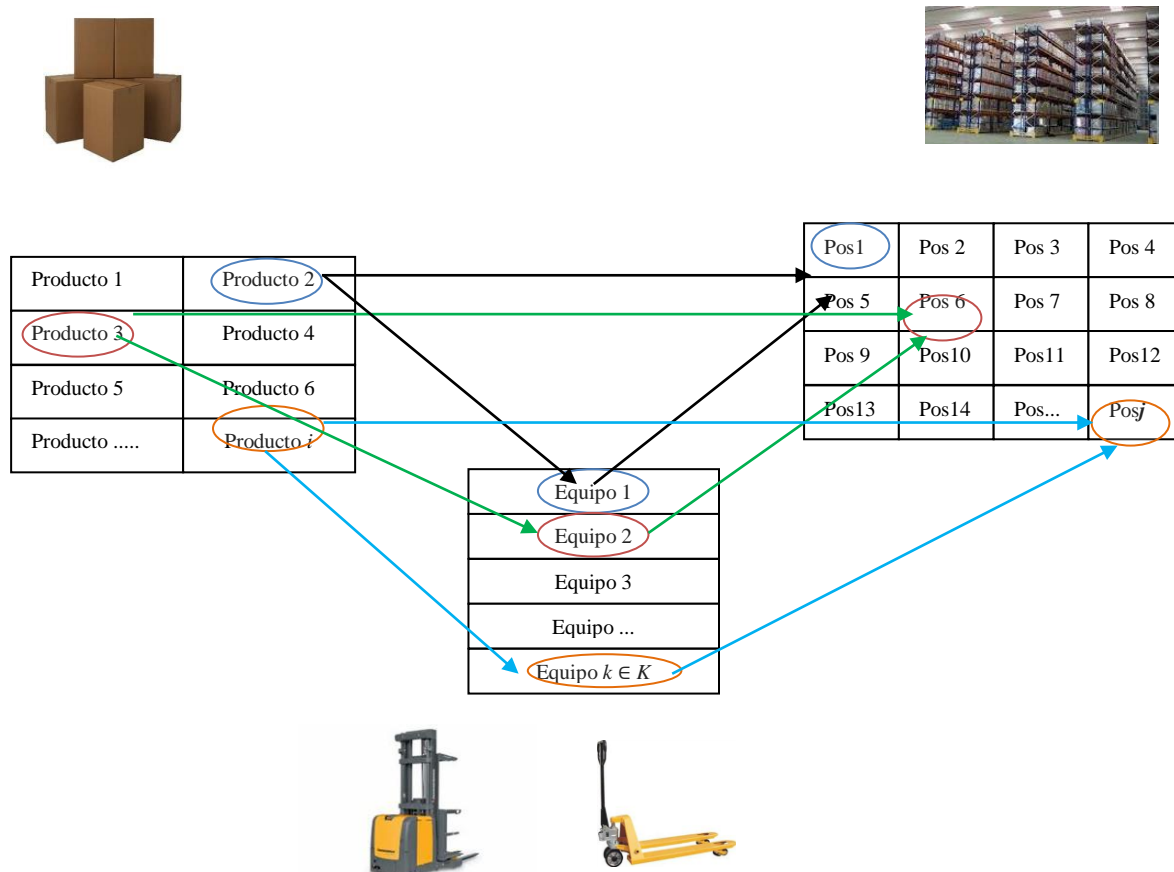 Pos1 Pos 2 Pos 3 Pos 4
Producto 1 Producto 2
Pos 5 Pos 6 Pos 7 Pos 8
Producto 3 Producto 4
Pos 9 Pos10 Pos11 Pos12
Producto 5 Producto 6
Pos13 Pos14 Pos... Posj
Producto ..... Producto i
Equipo 1
Equipo 2
Equipo 3
Equipo ...
Equipo k ∈ K